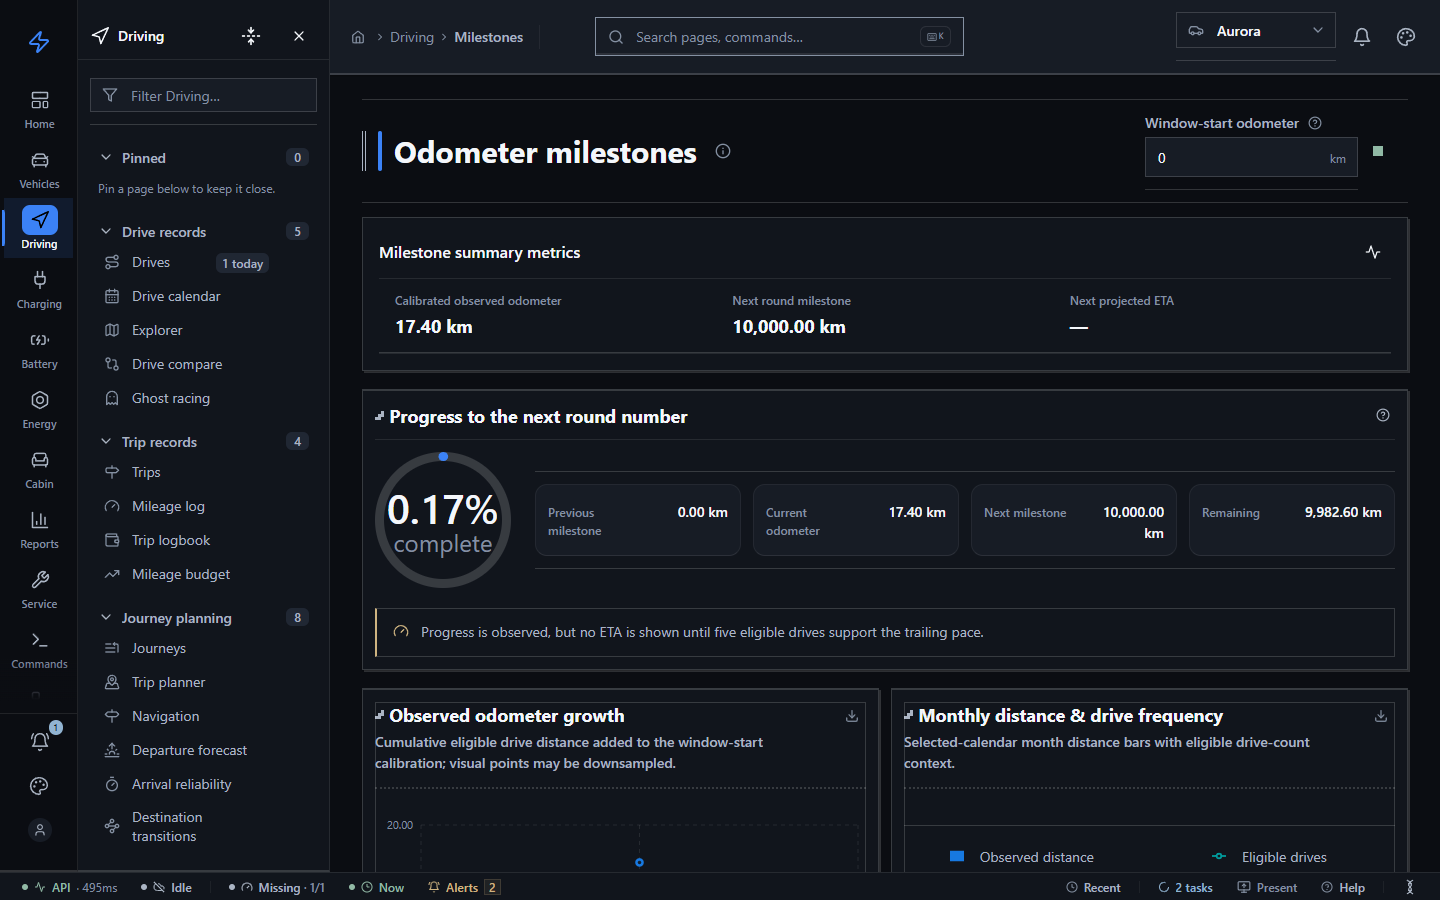 Driving
Driving
Milestones
Search pages, commands...
K
Aurora
Home
Vehicles
Driving
Charging
Battery
Energy
Cabin
Reports
Service
Commands
1
Filter Driving...
Pinned
0
Pin a page below to keep it close.
Drive records
5
Drives
1 today
Drive calendar
Explorer
Drive compare
Ghost racing
Trip records
4
Trips
Mileage log
Trip logbook
Mileage budget
Journey planning
8
Journeys
Trip planner
Navigation
Departure forecast
Arrival reliability
Destination
transitions
Odometer milestones
Window-start odometer
0
km
Milestone summary metrics
Calibrated observed odometer
17.40 km
Next round milestone
10,000.00 km
Next projected ETA
—
Progress to the next round number
0.17%
complete
Previous
milestone
0.00 km
Current
odometer
17.40 km
Next milestone
10,000.00
km
Remaining
9,982.60 km
Progress is observed, but no ETA is shown until five eligible drives support the trailing pace.
Observed odometer growth
Cumulative eligible drive distance added to the window-start
calibration; visual points may be downsampled.
20.00
Monthly distance & drive frequency
Selected-calendar month distance bars with eligible drive-count
context.
Observed distance
Eligible drives
API · 495ms
Idle
Missing · 1/1
Now
Alerts 2
Recent
2 tasks
Present
Help